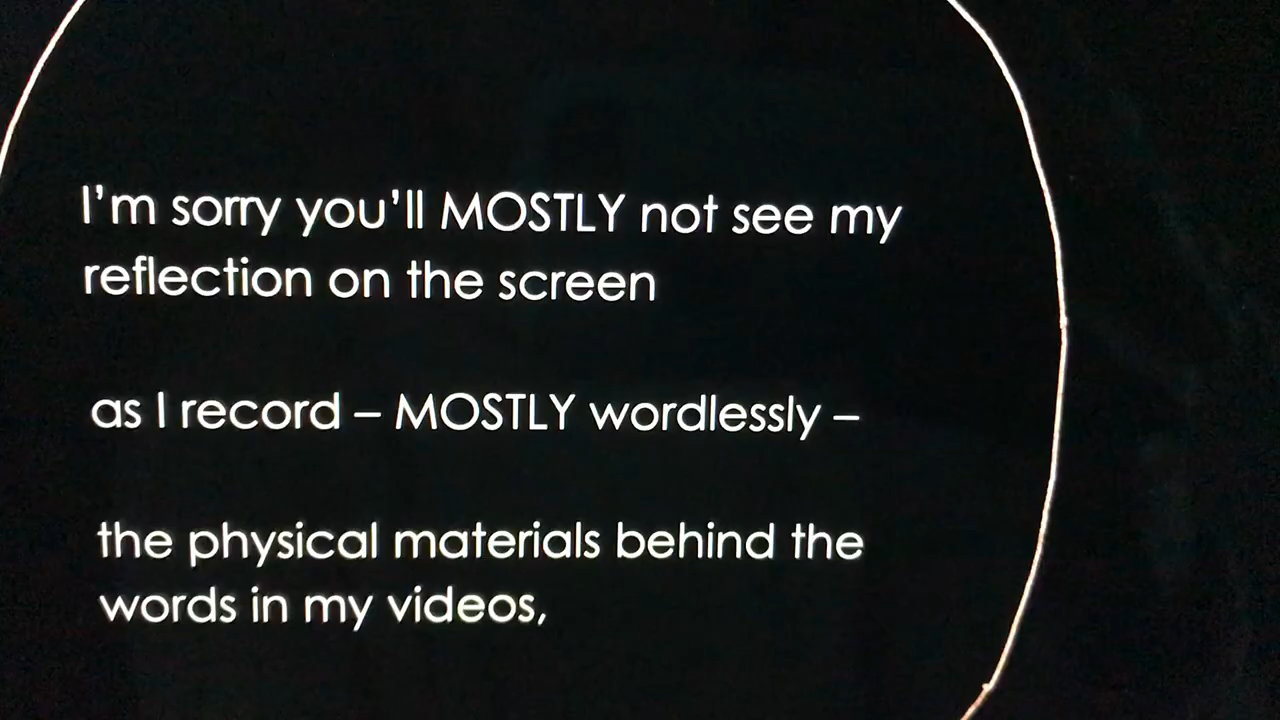 I’m sorry you’ll MOSTLY not see my
reflection on the screen
as I record – MOSTLY wordlessly –
the physical materials behind the
words in my videos,